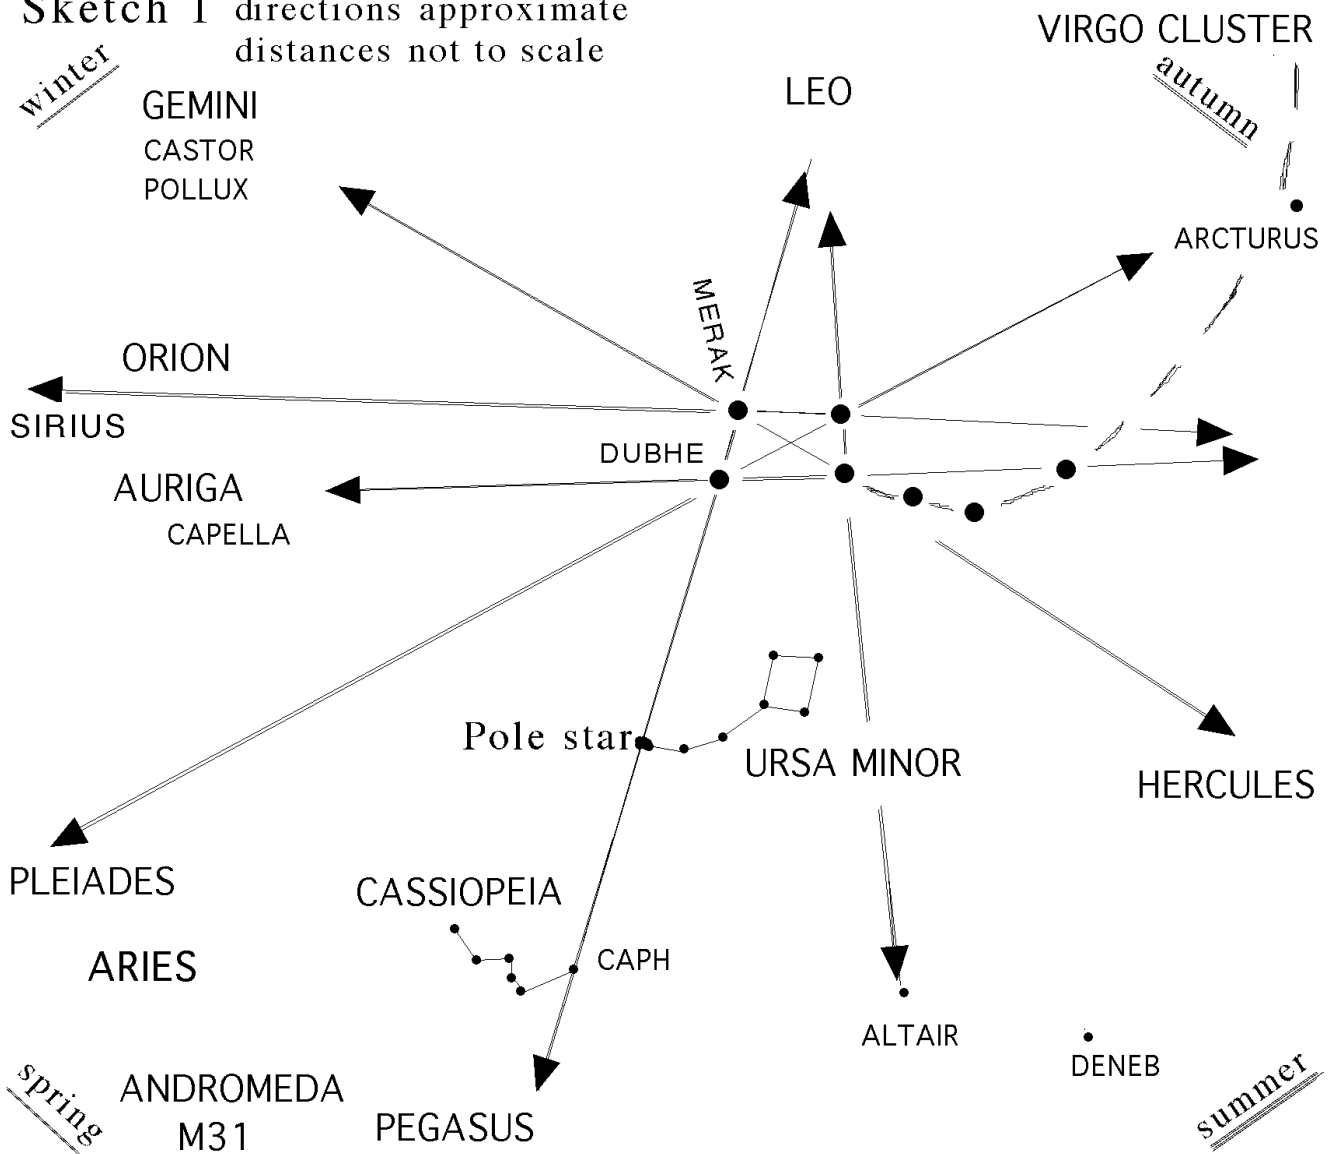 Sketch 1 directions approximate
distances not to scale
VIRGO CLUSTER
winter
autumn
LEO
GEMINI
CASTOR
POLLUX
ARCTURUS
MERAK
ORION
SIRIUS
DUBHE
AURIGA
CAPELLA
Pole star
URSA MINOR
HERCULES
PLEIADES
CASSIOPEIA
ARIES
CAPH
ALTAIR
DENEB
spring
ANDROMEDA
M31
PEGASUS
summer